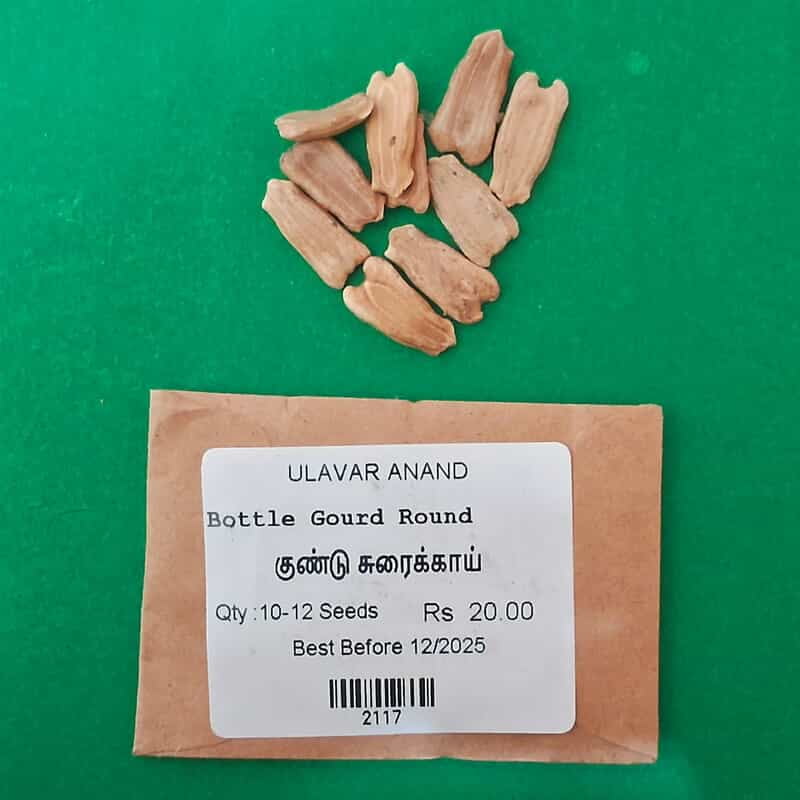 ULAVAR ANAND
Bottle Gourd Round
குண்டு சுரைக்காய்
Qty :10-12 Seeds Rs 20.00
Best Before 12/2025
2117